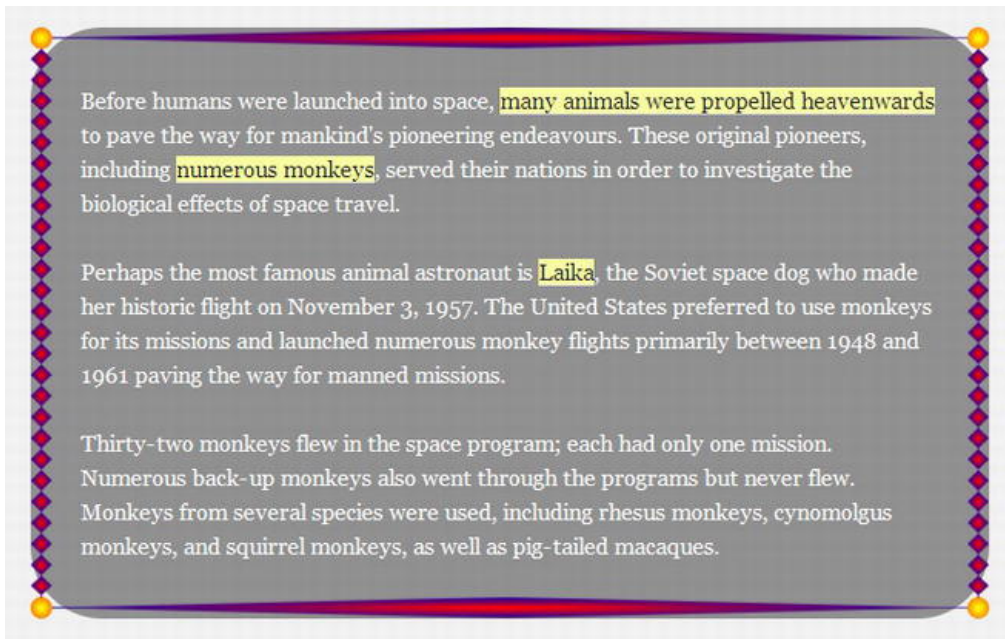 Before humans were launched into space, many animals were propelled heavenwards
to pave the way for mankind's pioneering endeavours. These original pioneers,
including numerous monkeys, served their nations in order to investigate the
biological effects of space travel.
Perhaps the most famous animal astronaut is Laika, the Soviet space dog who made
her historic flight on November 3, 1957. The United States preferred to use monkeys
for its missions and launched numerous monkey flights primarily between 1948 and
1961 paving the way for manned missions.
Thirty-two monkeys flew in the space program; each had only one mission.
Numerous back-up monkeys also went through the programs but never flew.
Monkeys from several species were used, including rhesus monkeys, cynomolgus
monkeys, and squirrel monkeys, as well as pig-tailed macaques.